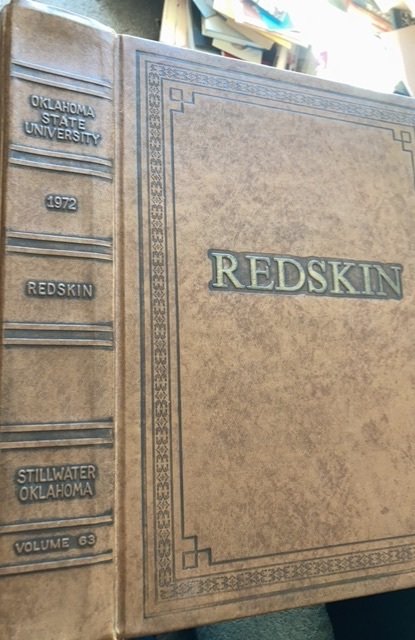 OKLAHOMA
STATE
UNIVERSITY
1972
REDSKIN
STILLWATER
OKLAHOMA
VOLUME 63
REDSKIN